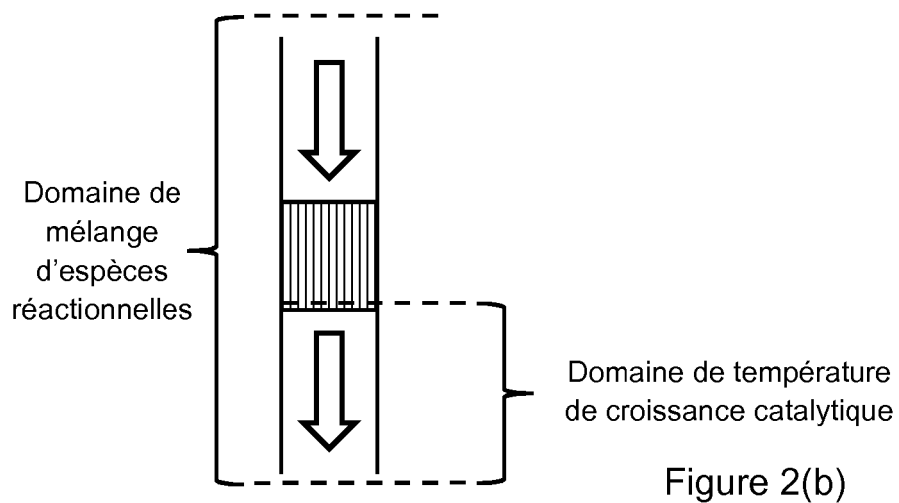 Domaine de
mélange
d’espèces
réactionnelles
Domaine de température
de croissance catalytique
Figure 2(b)